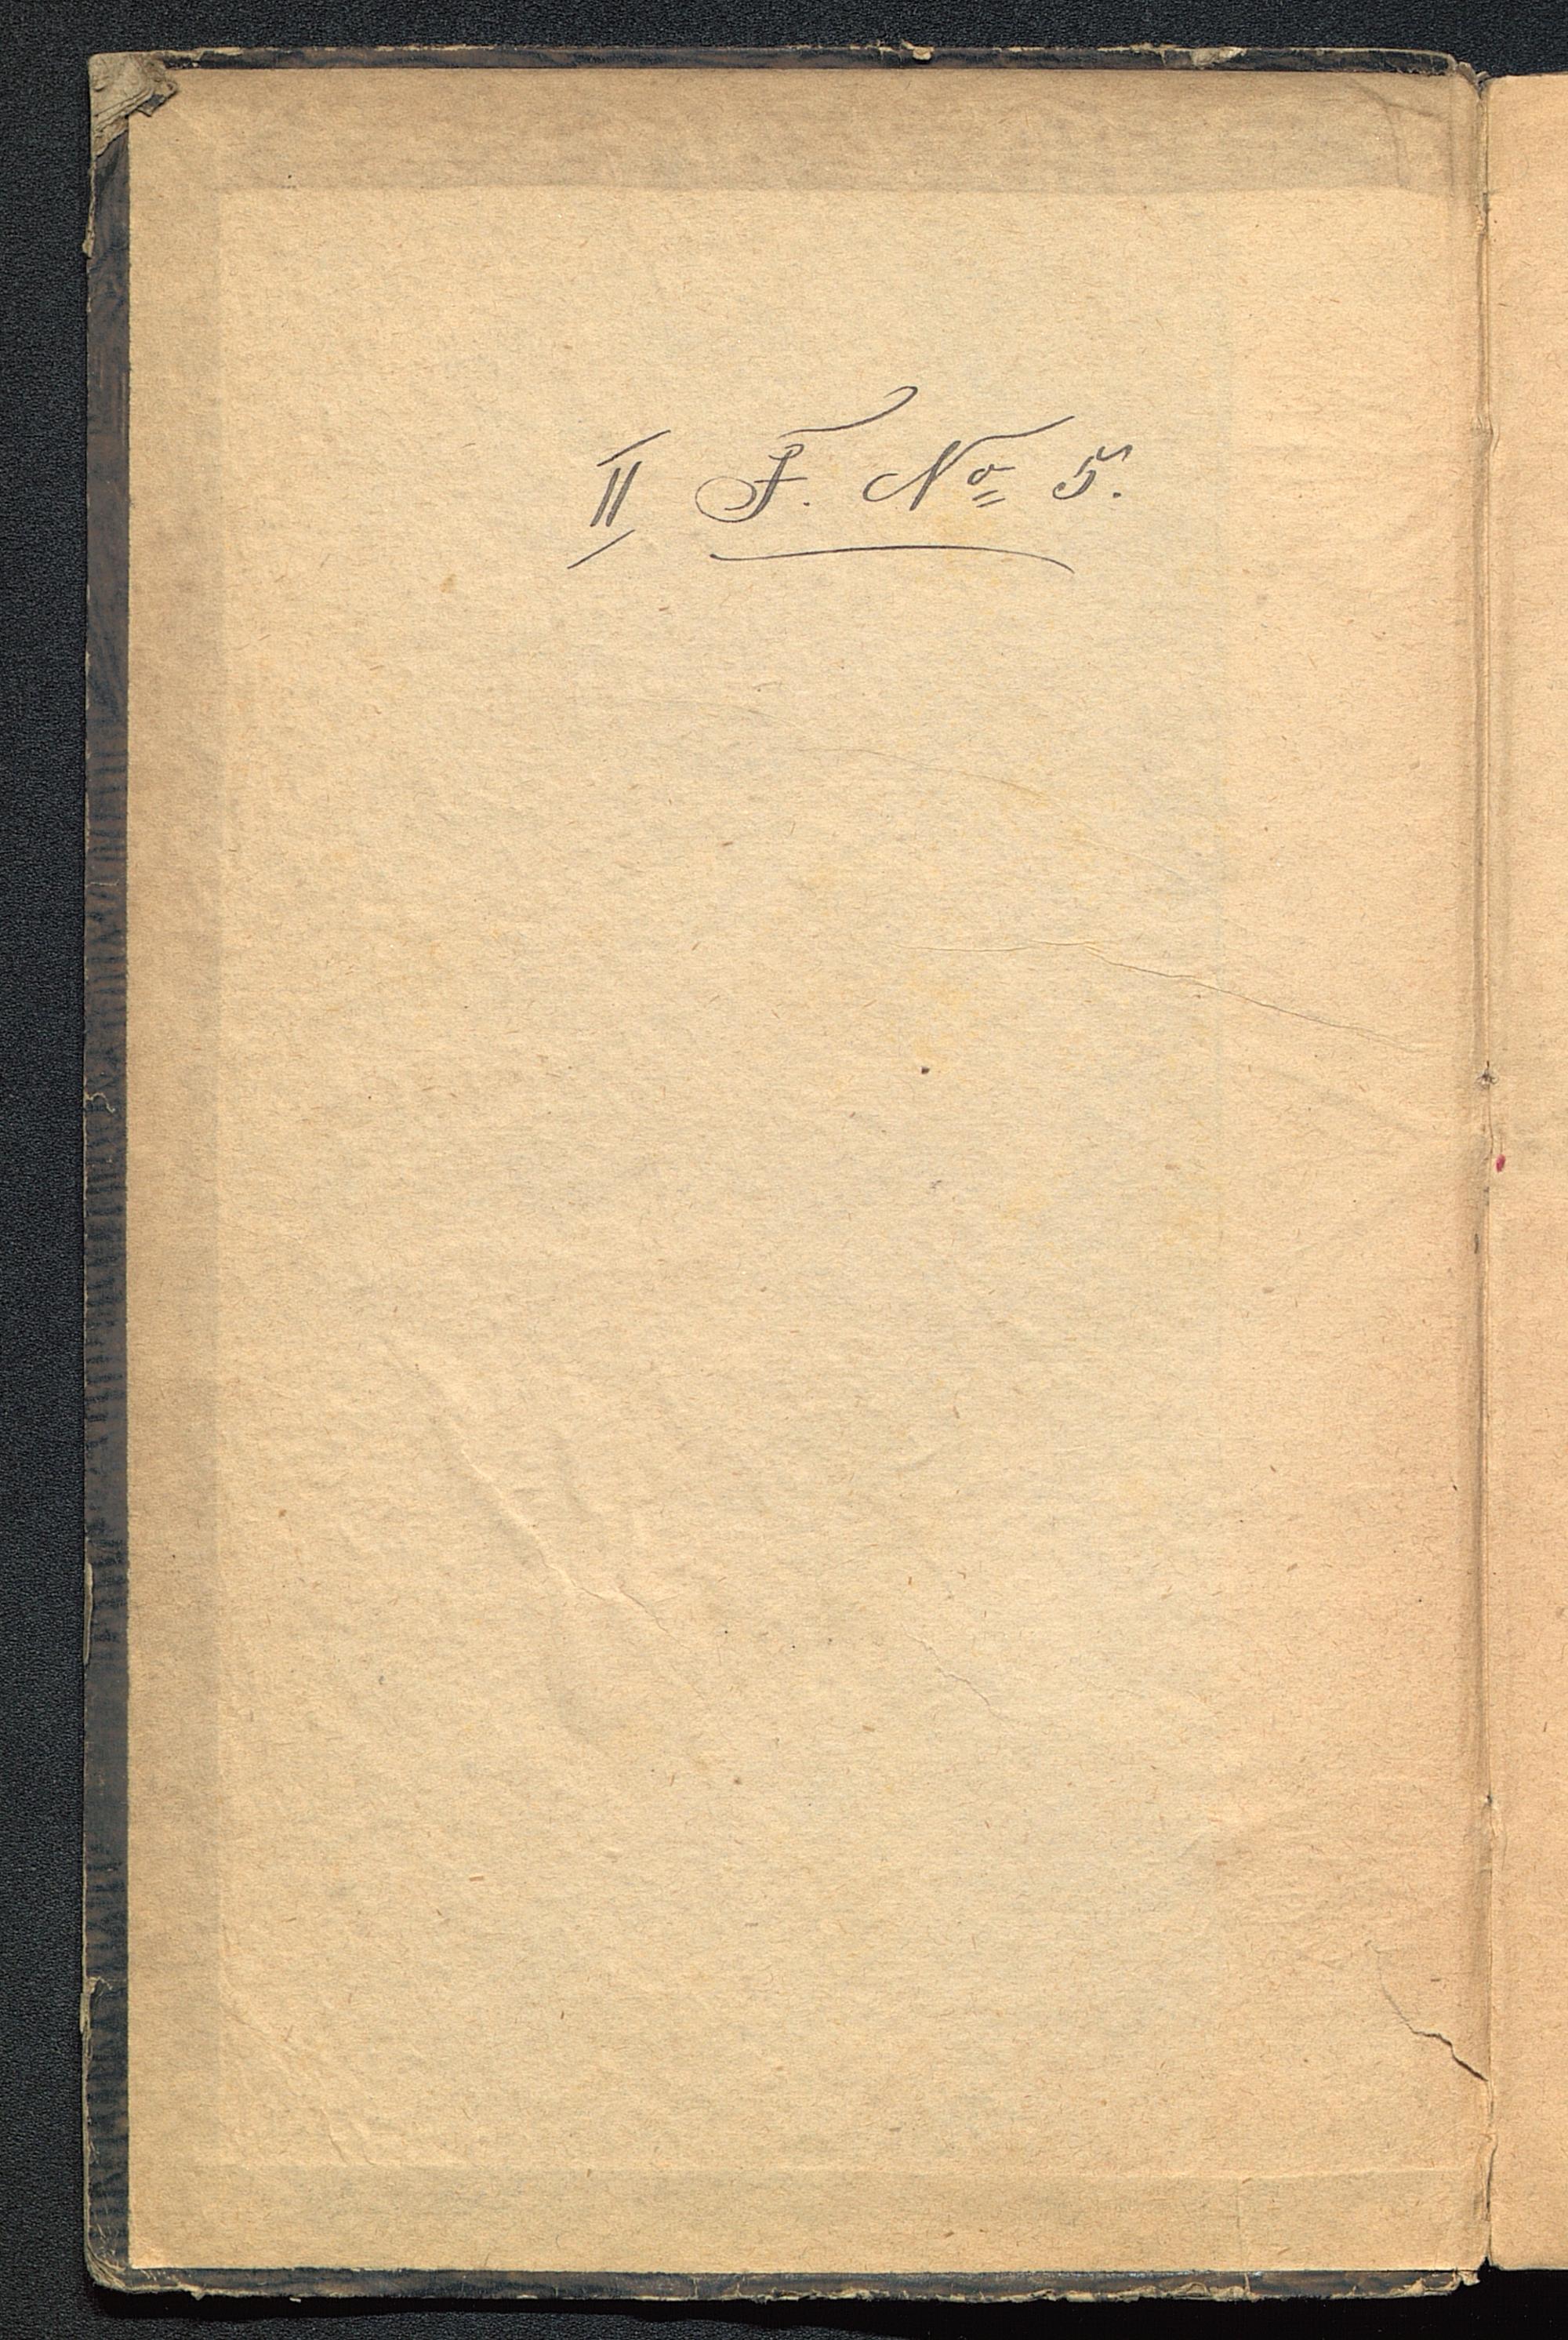 II F. Nº 5.